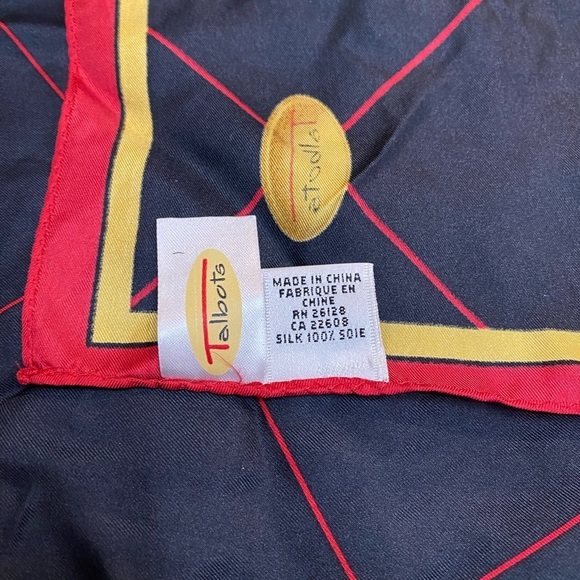 Talbots
Talbots
MADE IN CHINA
FABRIQUE EN
CHINE
RN 26128
CA 22608
SILK 100% SOIE